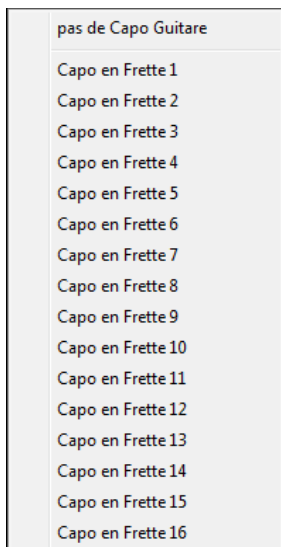 pas de Capo Guitare
Capo en Frette 1
Capo en Frette 2
Capo en Frette 3
Capo en Frette 4
Capo en Frette 5
Capo en Frette 6
Capo en Frette 7
Capo en Frette 8
Capo en Frette 9
Capo en Frette 10
Capo en Frette 11
Capo en Frette 12
Capo en Frette 13
Capo en Frette 14
Capo en Frette 15
Capo en Frette 16